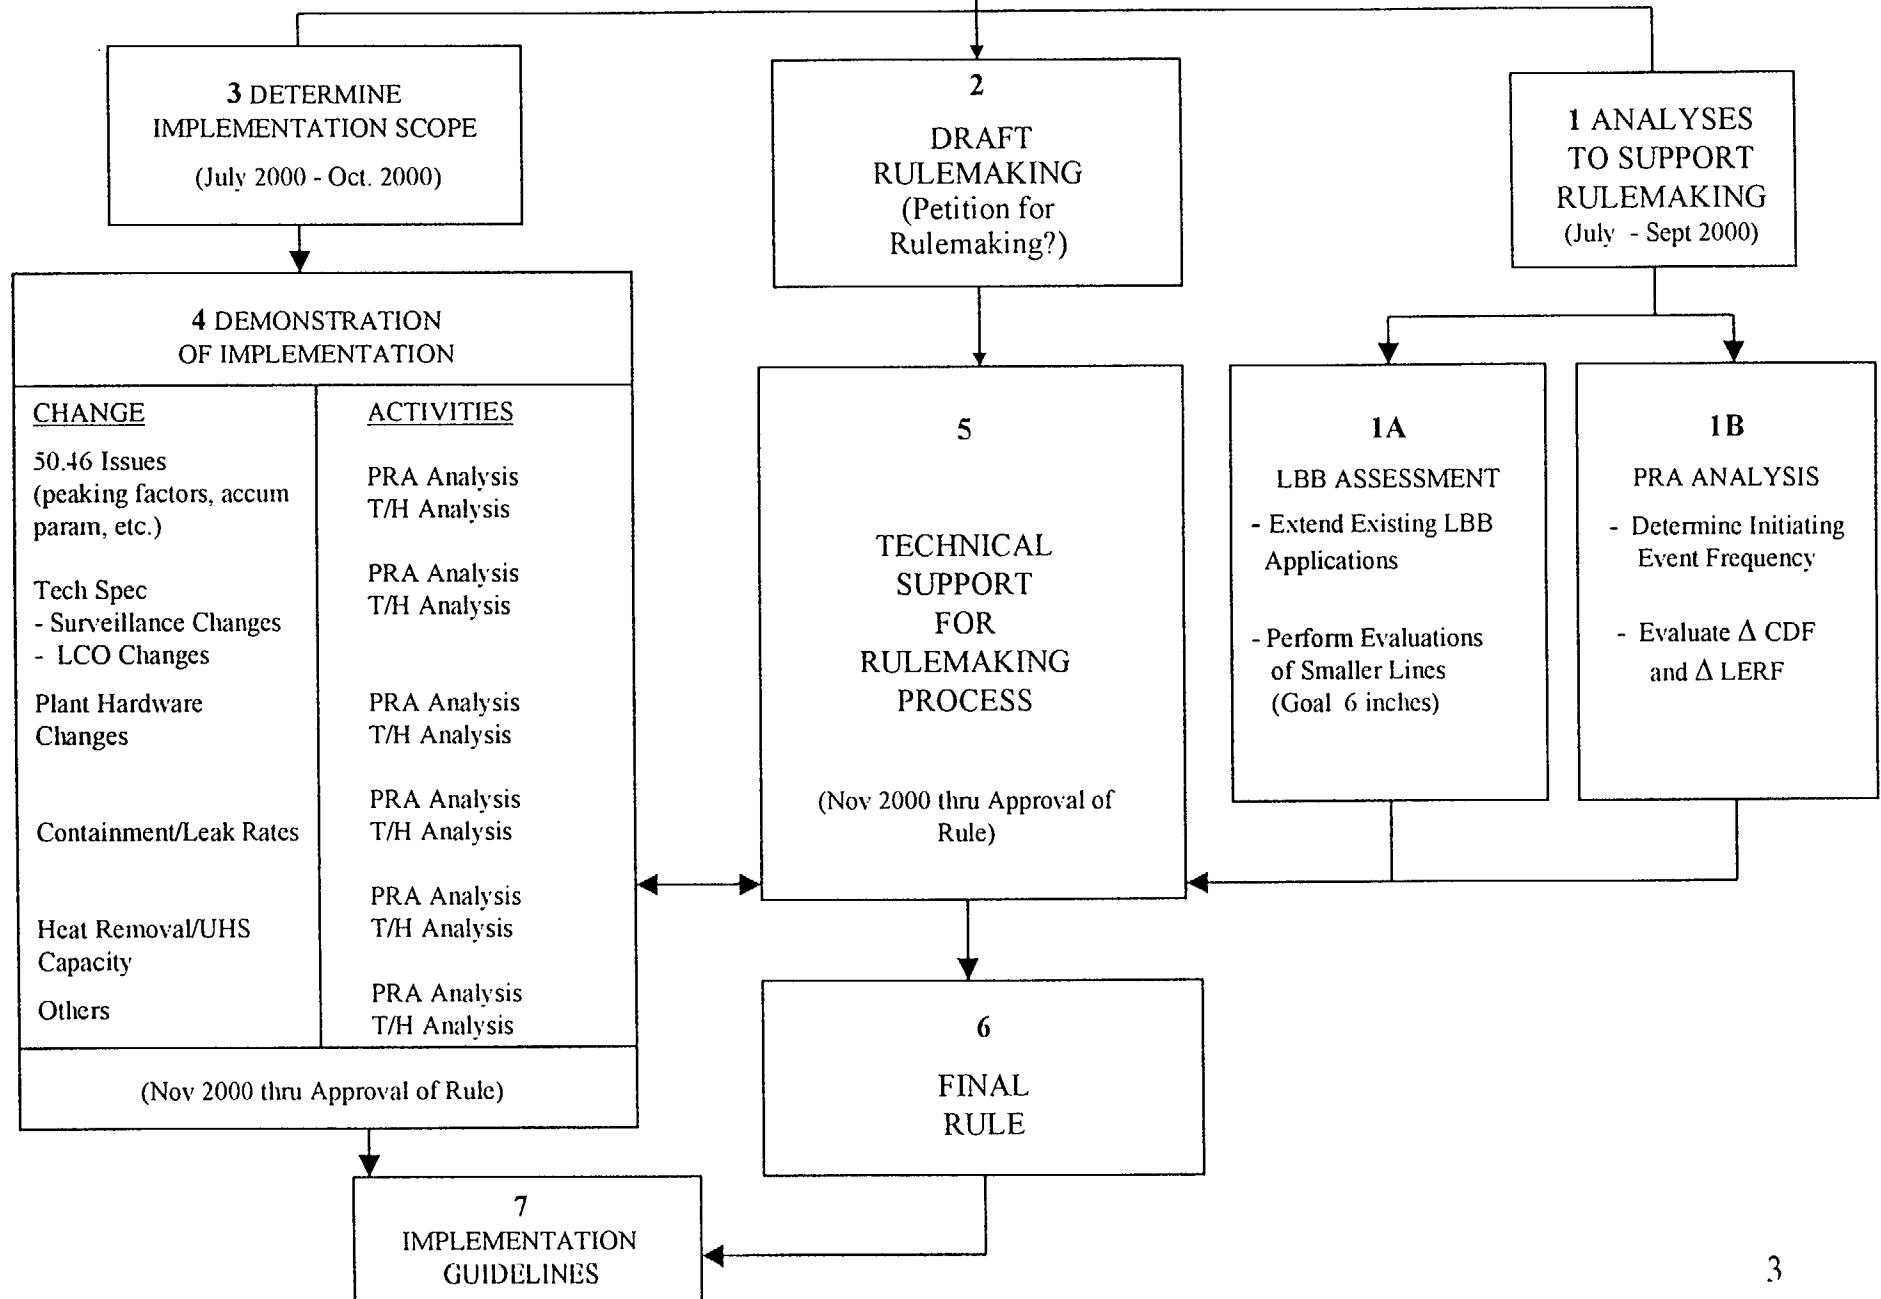 3 DETERMINE
IMPLEMENTATION SCOPE
(July 2000 - Oct. 2000)
2
DRAFT
RULEMAKING
(Petition for
Rulemaking?)
1 ANALYSES
TO SUPPORT
RULEMAKING
(July - Sept 2000)
4 DEMONSTRATION
OF IMPLEMENTATION
CHANGE
50.46 Issues
(peaking factors, accum
param, etc.)
Tech Spec
- Surveillance Changes
- LCO Changes
Plant Hardware
Changes
Containment/Leak Rates
Heat Removal/UHS
Capacity
Others
ACTIVITIES
PRA Analysis
T/H Analysis
PRA Analysis
T/H Analysis
PRA Analysis
T/H Analysis
PRA Analysis
T/H Analysis
PRA Analysis
T/H Analysis
PRA Analysis
T/H Analysis
(Nov 2000 thru Approval of Rule)
5
TECHNICAL
SUPPORT
FOR
RULEMAKING
PROCESS
(Nov 2000 thru Approval of
Rule)
1A
LBB ASSESSMENT
- Extend Existing LBB
Applications
- Perform Evaluations
of Smaller Lines
(Goal 6 inches)
1B
PRA ANALYSIS
- Determine Initiating
Event Frequency
- Evaluate Δ CDF
and Δ LERF
6
FINAL
RULE
7
IMPLEMENTATION
GUIDELINES
3